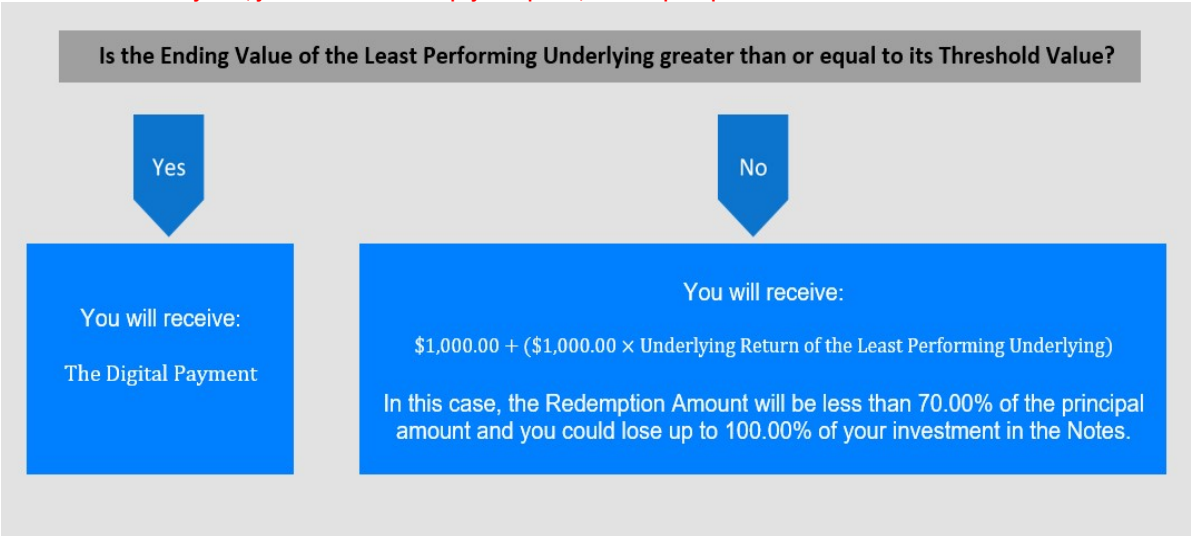 Is the Ending Value of the Least Performing Underlying greater than or equal to its Threshold Value?
Yes
No
You will receive:
The Digital Payment
You will receive:
$1,000.00 + ($1,000.00 × Underlying Return of the Least Performing Underlying)
In this case, the Redemption Amount will be less than 70.00% of the principal
amount and you could lose up to 100.00% of your investment in the Notes.